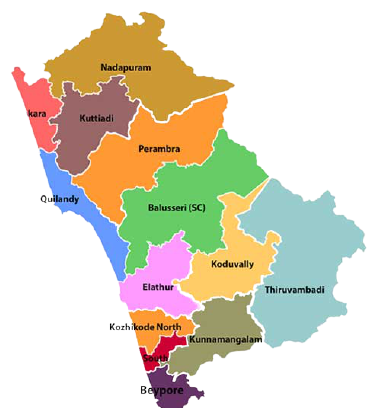 Nadapuram
kara
Kuttiadi
Perambra
Quilandy
Balusseri (SC)
Koduvally
Elathur
Thiruvambadi
Kozhikode North
Kunnamangalam
South
Beypore